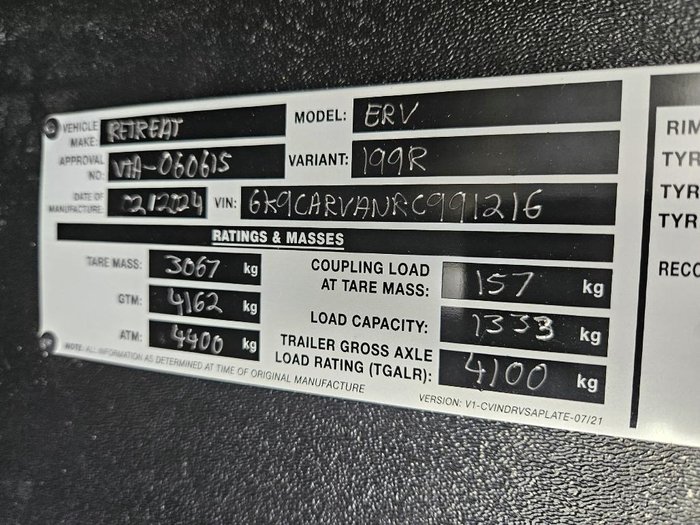 VEHICLE MAKE: RETREAT MODEL: ERV
APPROVAL NO: VTA-060615 VARIANT: 199R
DATE OF MANUFACTURE: 02/2024 VIN: 6K9CARVANRC991216
RATINGS & MASSES
TARE MASS: 3067 kg COUPLING LOAD AT TARE MASS: 157 kg
GTM: 4162 kg LOAD CAPACITY: 1333 kg
ATM: 4400 kg TRAILER GROSS AXLE LOAD RATING (TGALR): 4100 kg
NOTE: ALL INFORMATION AS DETERMINED AT TIME OF ORIGINAL MANUFACTURE
VERSION: V1-CVINDRVSAPLATE-07/21
RIM
TYR
TYR
TYR
RECO